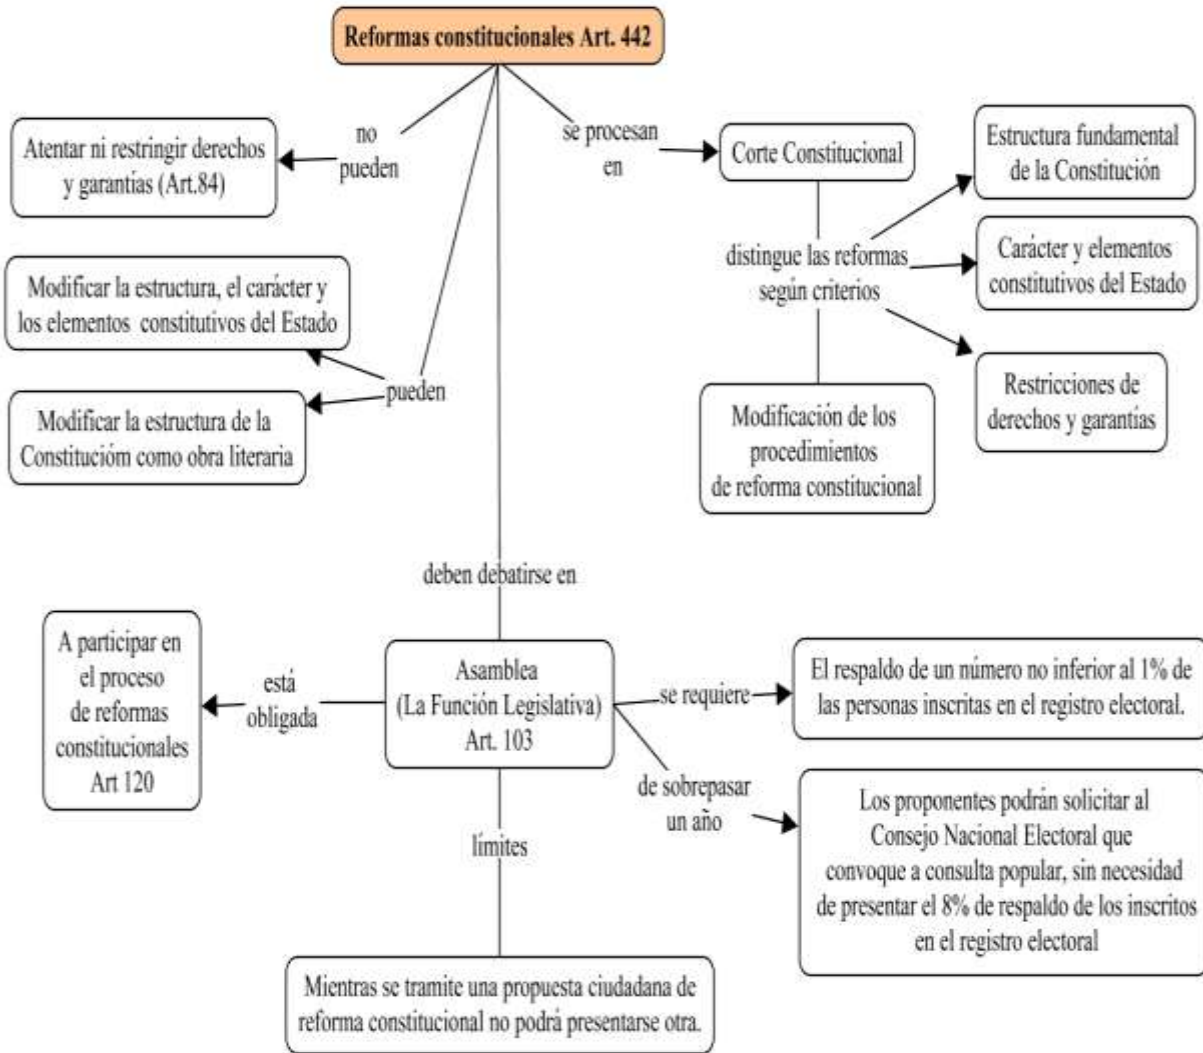 Reformas constitucionales Art. 442
no
pueden
Atentar ni restringir derechos
y garantías (Art.84)
se procesan
en
Corte Constitucional
Estructura fundamental
de la Constitución
distingue las reformas
según criterios
Carácter y elementos
constitutivos del Estado
Restricciones de
derechos y garantías
Modificación de los
procedimientos
de reforma constitucional
Modificar la estructura, el carácter y
los elementos constitutivos del Estado
pueden
Modificar la estructura de la
Constitucióm como obra literaria
deben debatirse en
Asamblea
(La Función Legislativa)
Art. 103
está
obligada
A participar en
el proceso
de reformas
constitucionales
Art 120
se requiere
El respaldo de un número no inferior al 1% de
las personas inscritas en el registro electoral.
de sobrepasar
un año
Los proponentes podrán solicitar al
Consejo Nacional Electoral que
convoque a consulta popular, sin necesidad
de presentar el 8% de respaldo de los inscritos
en el registro electoral
límites
Mientras se tramite una propuesta ciudadana de
reforma constitucional no podrá presentarse otra.